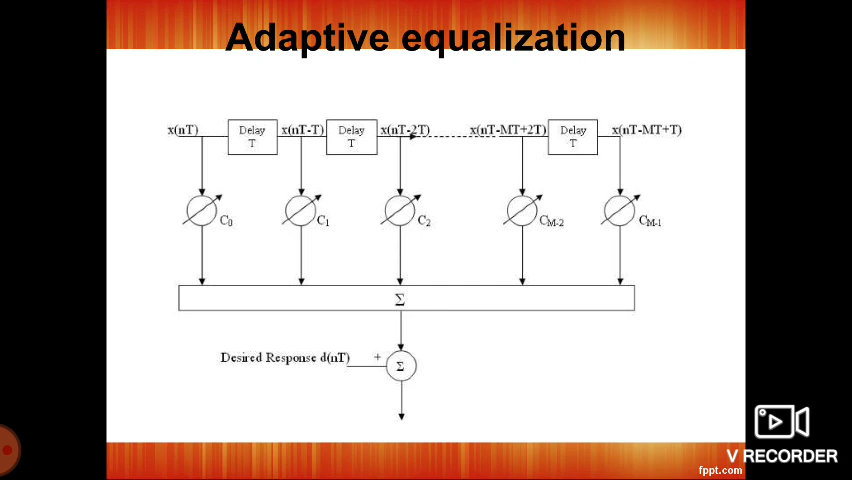 Adaptive equalization
x(nT) Delay T x(nT-T) Delay T x(nT-2T) x(nT-MT+2T) Delay T x(nT-MT+T)
C0 C1 C2 CM-2 CM-1
Σ
Desired Response d(nT) +
Σ
V RECORDER
fppt.com